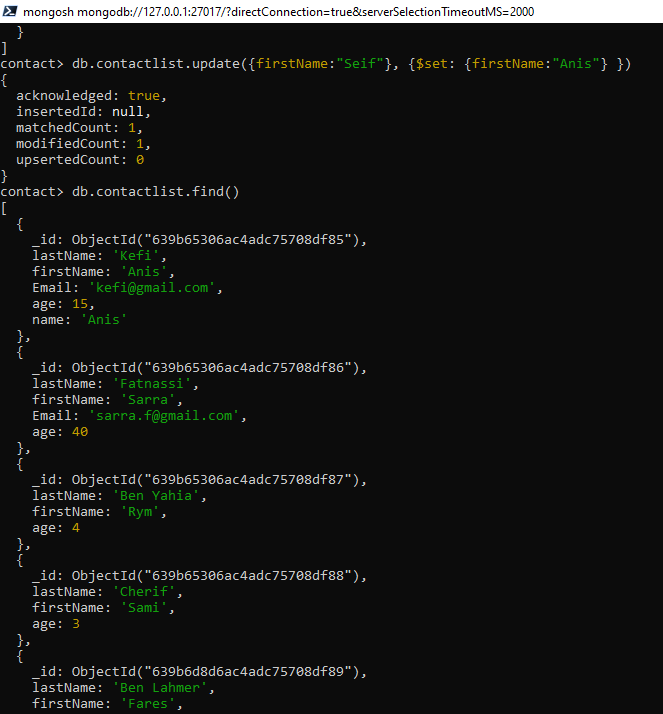 mongosh mongodb://127.0.0.1:27017/?directConnection=true&serverSelectionTimeoutMS=2000
  }
]
contact> db.contactlist.update({firstName:"Seif"}, {$set: {firstName:"Anis"} })
{
  acknowledged: true,
  insertedId: null,
  matchedCount: 1,
  modifiedCount: 1,
  upsertedCount: 0
}
contact> db.contactlist.find()
[
  {
    _id: ObjectId("639b65306ac4adc75708df85"),
    lastName: 'Kefi',
    firstName: 'Anis',
    Email: 'kefi@gmail.com',
    age: 15,
    name: 'Anis'
  },
  {
    _id: ObjectId("639b65306ac4adc75708df86"),
    lastName: 'Fatnassi',
    firstName: 'Sarra',
    Email: 'sarra.f@gmail.com',
    age: 40
  },
  {
    _id: ObjectId("639b65306ac4adc75708df87"),
    lastName: 'Ben Yahia',
    firstName: 'Rym',
    age: 4
  },
  {
    _id: ObjectId("639b65306ac4adc75708df88"),
    lastName: 'Cherif',
    firstName: 'Sami',
    age: 3
  },
  {
    _id: ObjectId("639b6d8d6ac4adc75708df89"),
    lastName: 'Ben Lahmer',
    firstName: 'Fares',